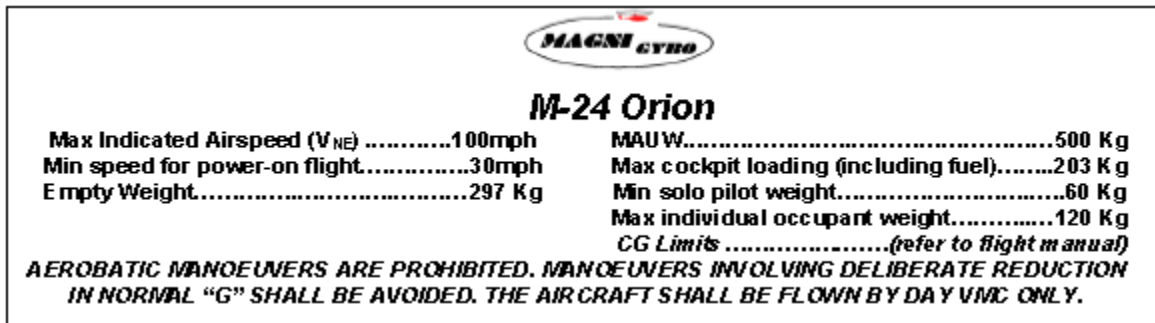 MAGNI GYRO
M-24 Orion
Max Indicated Airspeed (VNE) ............100mph
Min speed for power-on flight..............30mph
Empty Weight.......................................297 Kg
MAUW.....................................................500 Kg
Max cockpit loading (including fuel)........203 Kg
Min solo pilot weight.................................60 Kg
Max individual occupant weight..............120 Kg
CG Limits ........................(refer to flight manual)
AEROBATIC MANOEUVERS ARE PROHIBITED. MANOEUVERS INVOLVING DELIBERATE REDUCTION
IN NORMAL “G” SHALL BE AVOIDED. THE AIRCRAFT SHALL BE FLOWN BY DAY VMC ONLY.